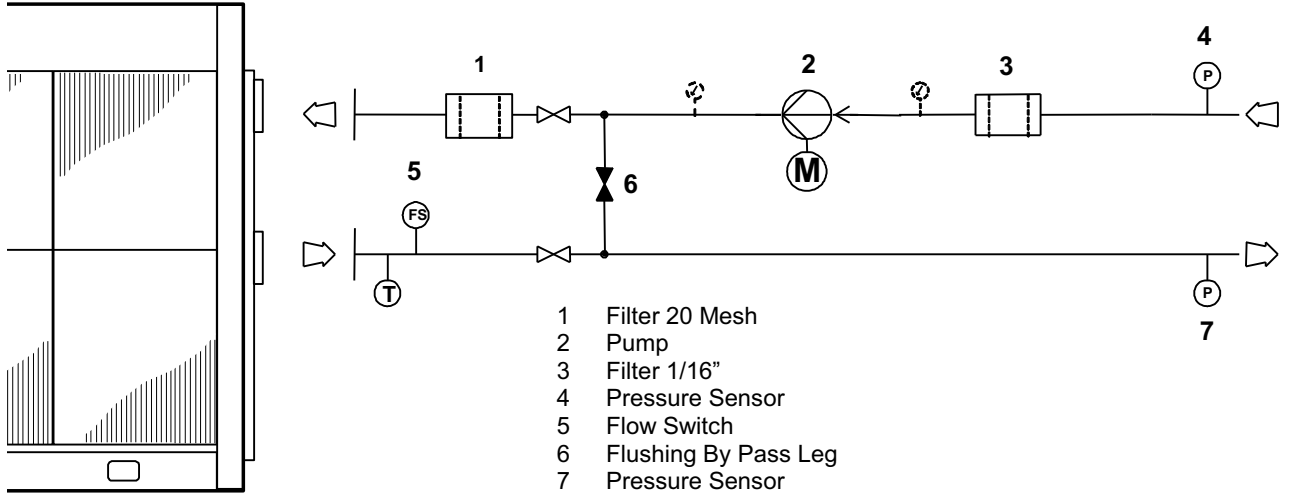 4
1
2
3
P
M
5
6
FS
T
P
7
1 Filter 20 Mesh
2 Pump
3 Filter 1/16”
4 Pressure Sensor
5 Flow Switch
6 Flushing By Pass Leg
7 Pressure Sensor